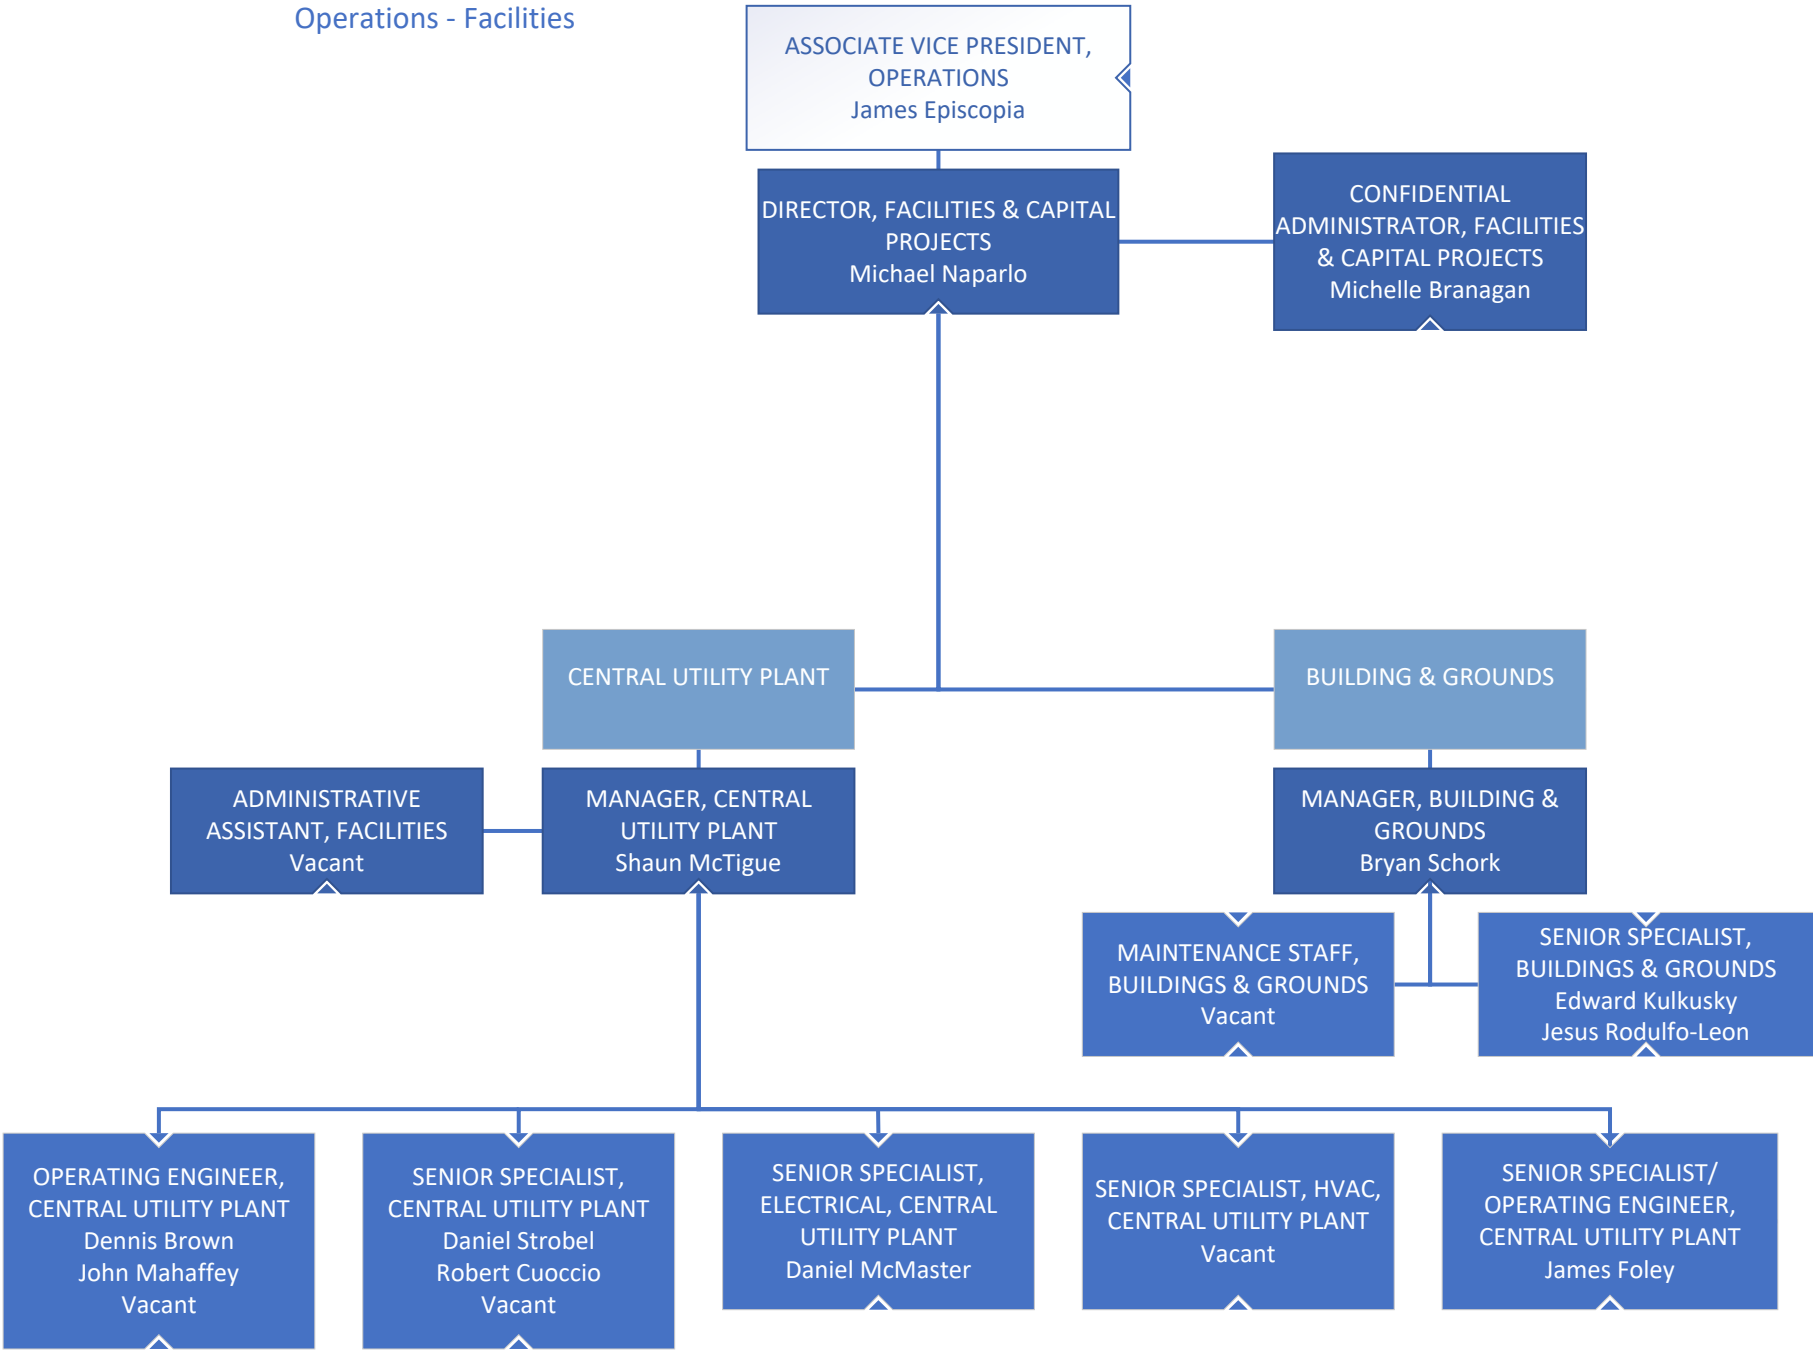 Operations - Facilities
ASSOCIATE VICE PRESIDENT,
OPERATIONS
James Episcopia
DIRECTOR, FACILITIES & CAPITAL
PROJECTS
Michael Naparlo
CONFIDENTIAL
ADMINISTRATOR, FACILITIES
& CAPITAL PROJECTS
Michelle Branagan
CENTRAL UTILITY PLANT
BUILDING & GROUNDS
ADMINISTRATIVE
ASSISTANT, FACILITIES
Vacant
MANAGER, CENTRAL
UTILITY PLANT
Shaun McTigue
MANAGER, BUILDING &
GROUNDS
Bryan Schork
MAINTENANCE STAFF,
BUILDINGS & GROUNDS
Vacant
SENIOR SPECIALIST,
BUILDINGS & GROUNDS
Edward Kulkusky
Jesus Rodulfo-Leon
OPERATING ENGINEER,
CENTRAL UTILITY PLANT
Dennis Brown
John Mahaffey
Vacant
SENIOR SPECIALIST,
CENTRAL UTILITY PLANT
Daniel Strobel
Robert Cuoccio
Vacant
SENIOR SPECIALIST,
ELECTRICAL, CENTRAL
UTILITY PLANT
Daniel McMaster
SENIOR SPECIALIST, HVAC,
CENTRAL UTILITY PLANT
Vacant
SENIOR SPECIALIST/
OPERATING ENGINEER,
CENTRAL UTILITY PLANT
James Foley